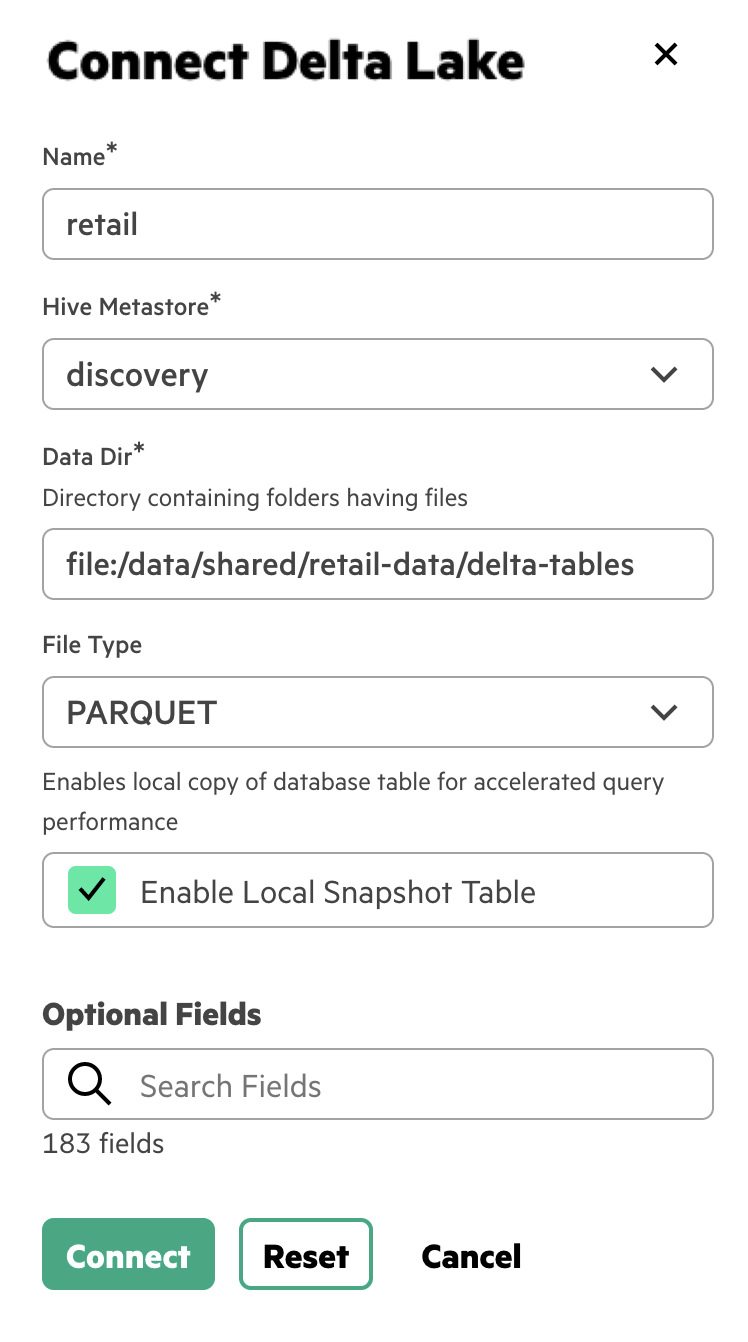 Connect Delta Lake
Name*
retail
Hive Metastore*
discovery
Data Dir*
Directory containing folders having files
file:/data/shared/retail-data/delta-tables
File Type
PARQUET
Enables local copy of database table for accelerated query
performance
Enable Local Snapshot Table
Optional Fields
Search Fields
183 fields
Connect Reset Cancel